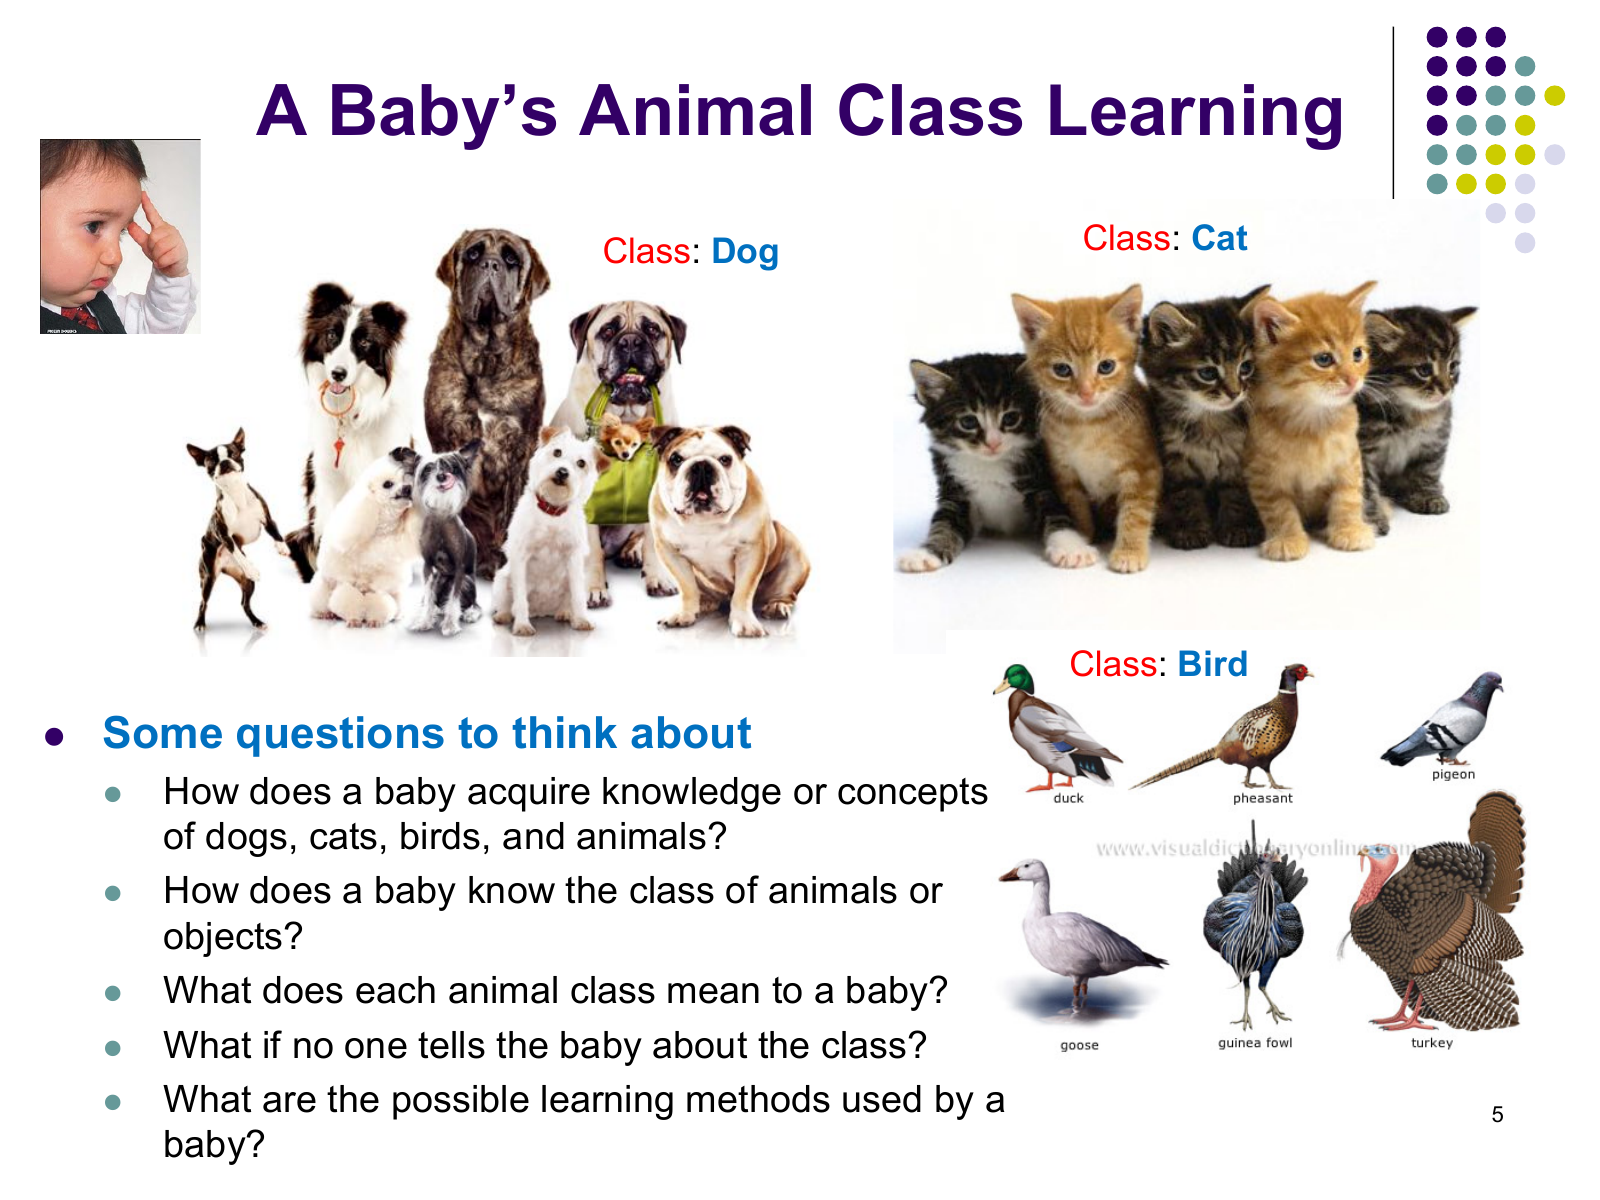 A Baby's Animal Class Learning
Class: Dog
Class: Cat
Class: Bird
duck
pheasant
pigeon
goose
guinea fowl
turkey
● Some questions to think about
● How does a baby acquire knowledge or concepts
of dogs, cats, birds, and animals?
● How does a baby know the class of animals or
objects?
● What does each animal class mean to a baby?
● What if no one tells the baby about the class?
● What are the possible learning methods used by a
baby?
5